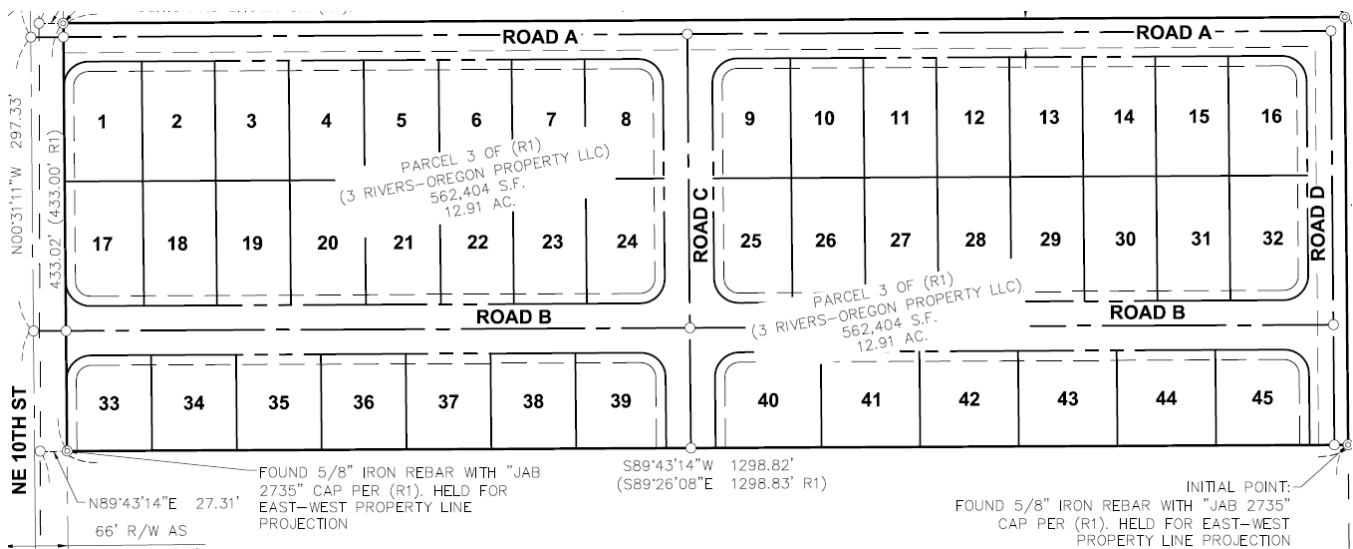 ROAD A
ROAD A
N00°31'11"W 297.33'
433.02' (433.00' R1)
1 2 3 4 5 6 7 8 9 10 11 12 13 14 15 16
PARCEL 3 OF (R1)
(3 RIVERS-OREGON PROPERTY LLC)
562,404 S.F.
12.91 AC.
ROAD C
ROAD D
17 18 19 20 21 22 23 24 25 26 27 28 29 30 31 32
PARCEL 3 OF (R1)
(3 RIVERS-OREGON PROPERTY LLC)
562,404 S.F.
12.91 AC.
ROAD B
ROAD B
33 34 35 36 37 38 39 40 41 42 43 44 45
NE 10TH ST
N89°43'14"E 27.31'
66' R/W AS
FOUND 5/8" IRON REBAR WITH "JAB
2735" CAP PER (R1). HELD FOR
EAST-WEST PROPERTY LINE
PROJECTION
S89°43'14"W 1298.82'
(S89°26'08"E 1298.83' R1)
INITIAL POINT:
FOUND 5/8" IRON REBAR WITH "JAB 2735"
CAP PER (R1). HELD FOR EAST-WEST
PROPERTY LINE PROJECTION